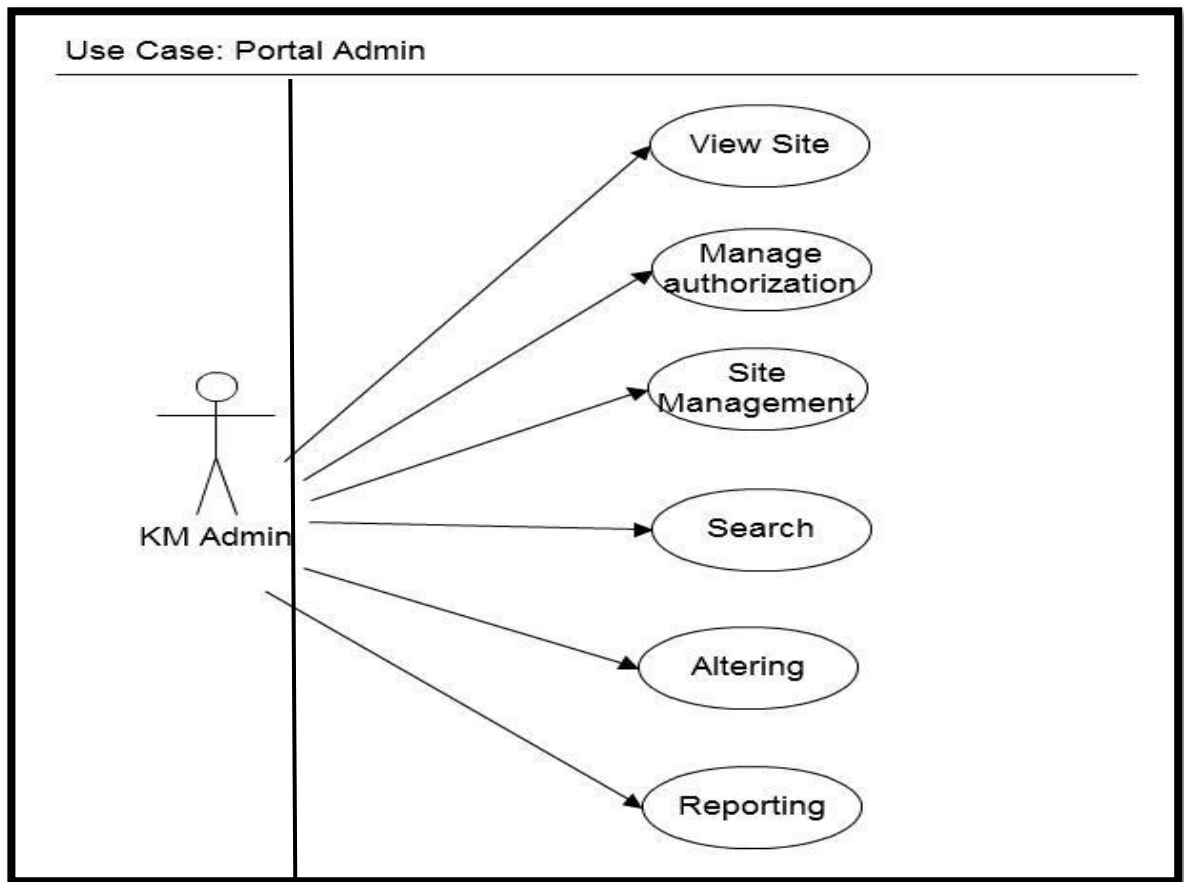 Use Case: Portal Admin
View Site
Manage
authorization
Site
Management
KM Admin
Search
Altering
Reporting